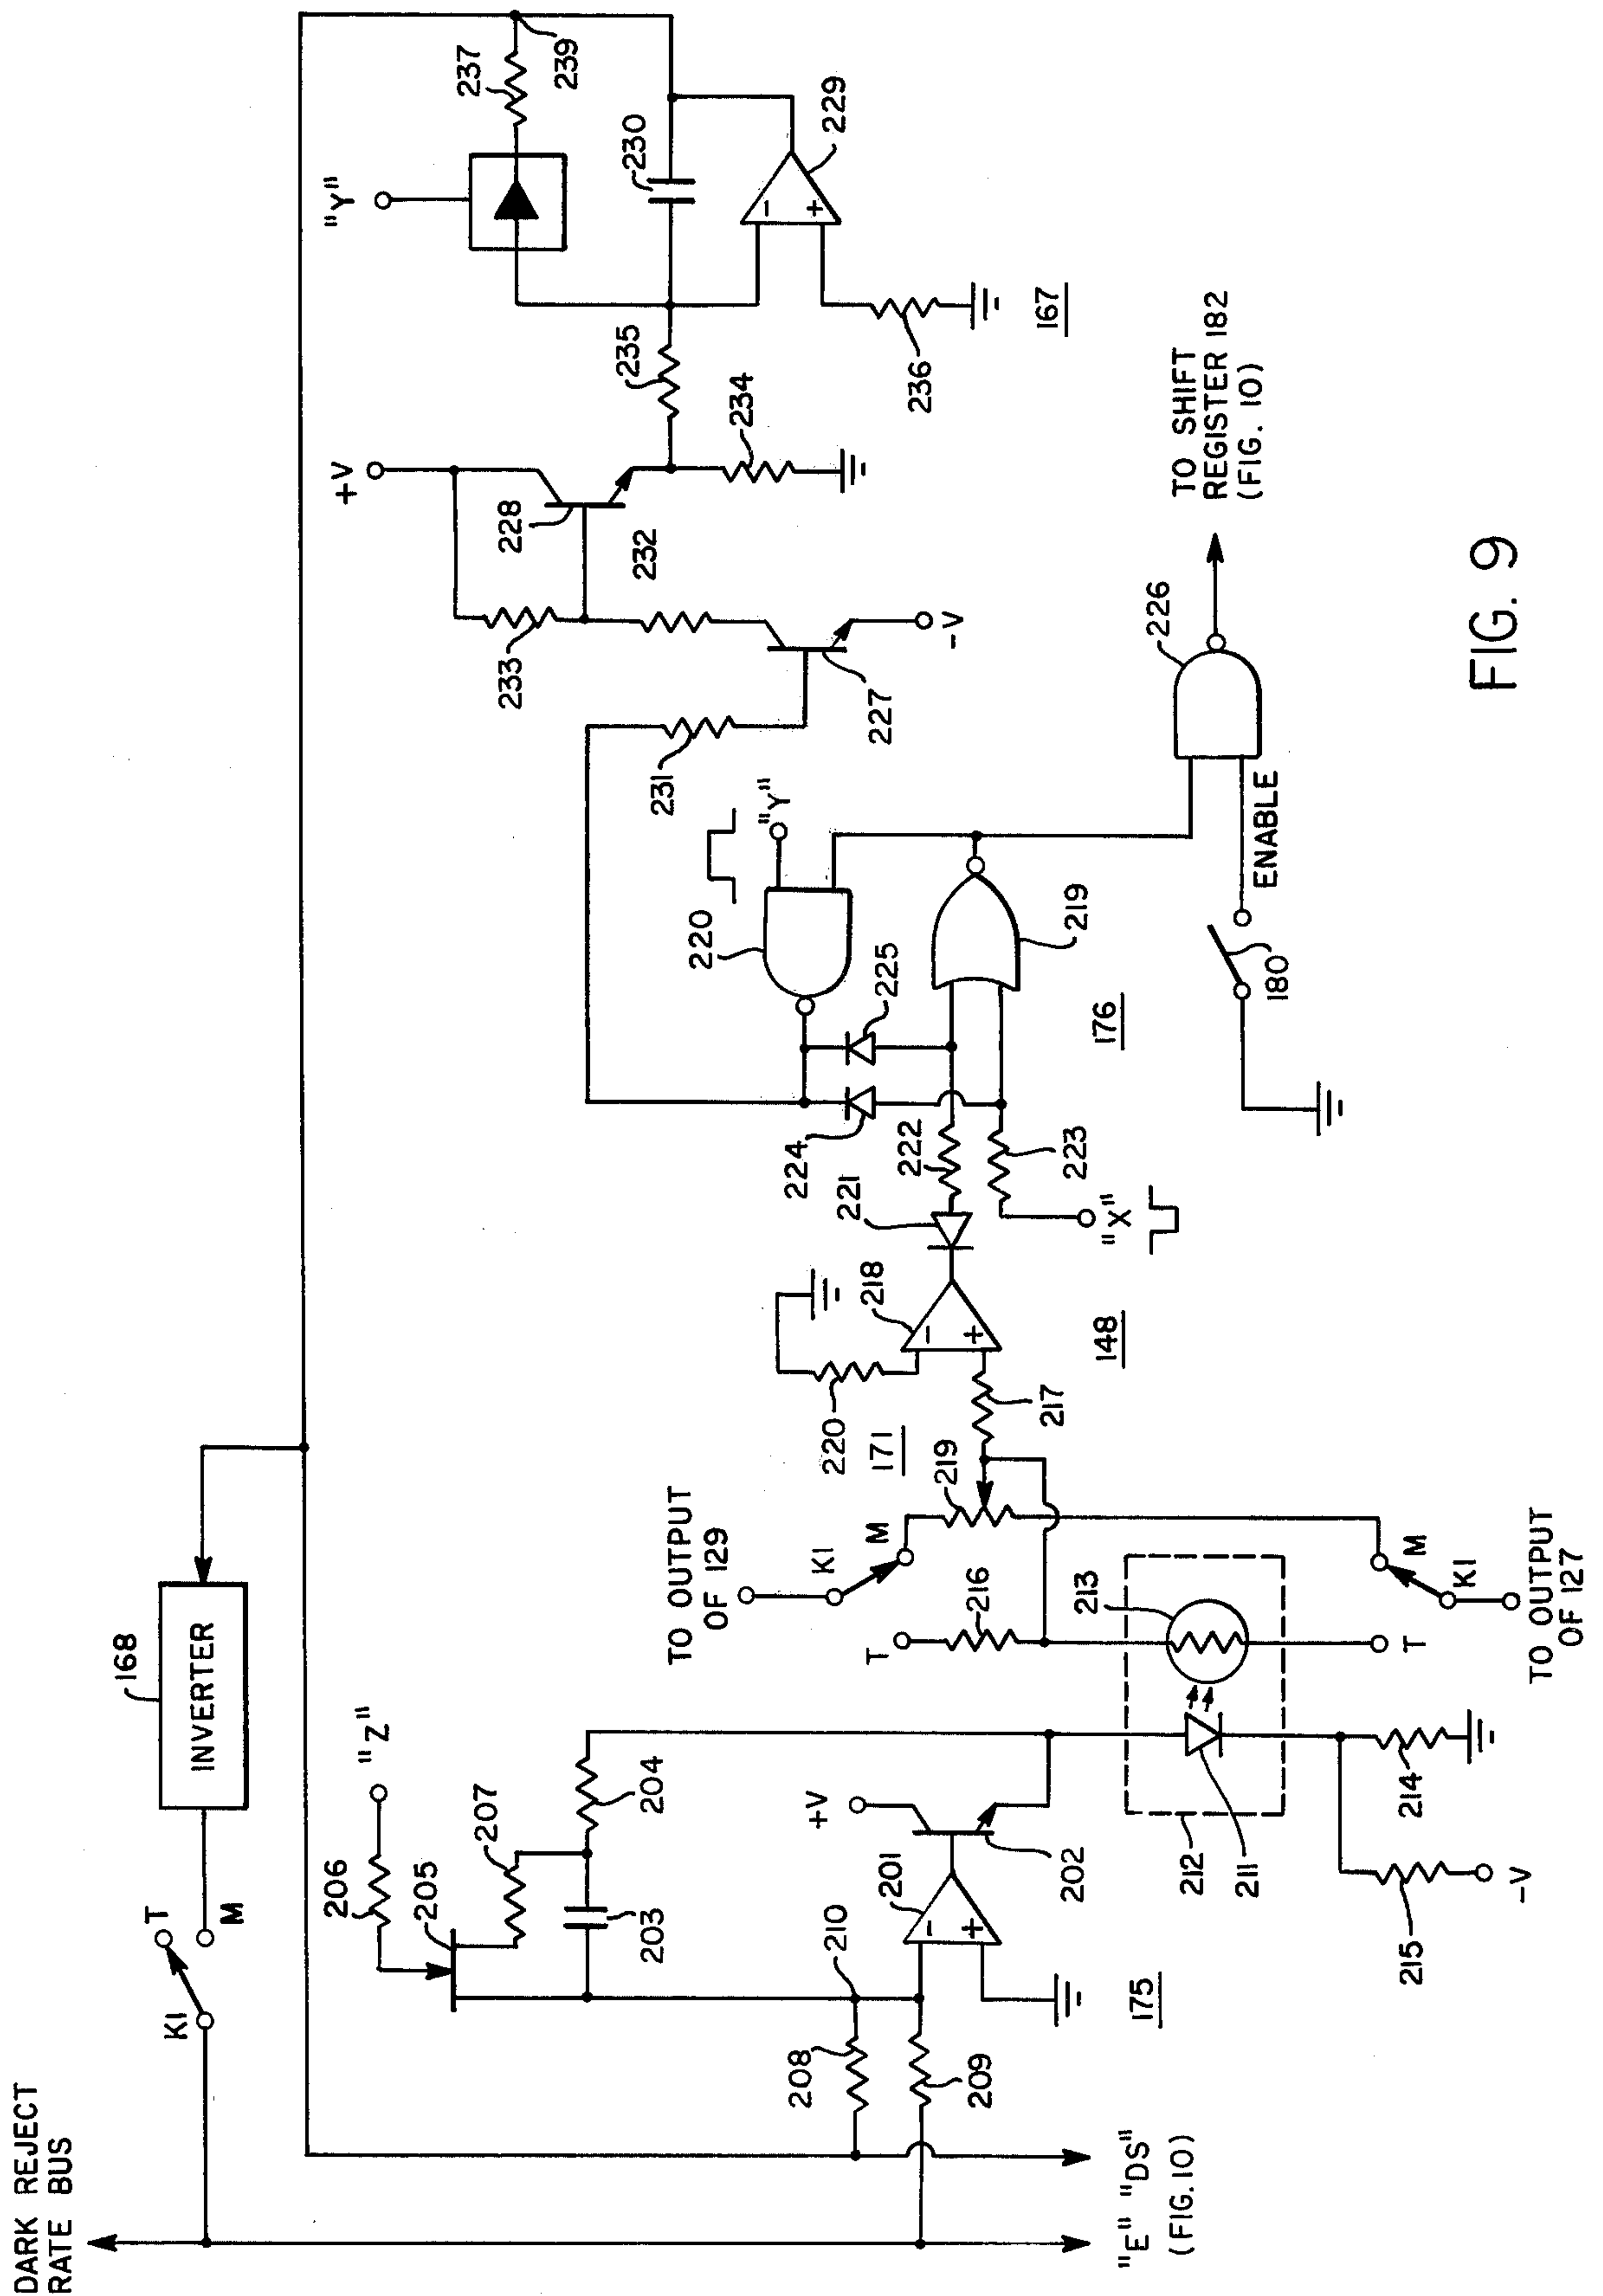 DARK REJECT
RATE BUS
K1
T
M
168
INVERTER
"Z"
206
205
207
204
203
210
208
209
201
202
+V
175
"E" "DS"
(FIG.10)
212
211
213
214
215
-V
TO OUTPUT
OF 129
K1
M
T
216
219
171
220
217
T
M
K1
TO OUTPUT
OF 127
218
-
+
148
221
222
223
"X"
224
225
220
"Y"
219
176
180
ENABLE
226
TO SHIFT
REGISTER 182
(FIG. 10)
231
227
-V
233
232
228
+V
234
235
236
167
230
229
-
+
"Y"
237
239
-
+
FIG. 9